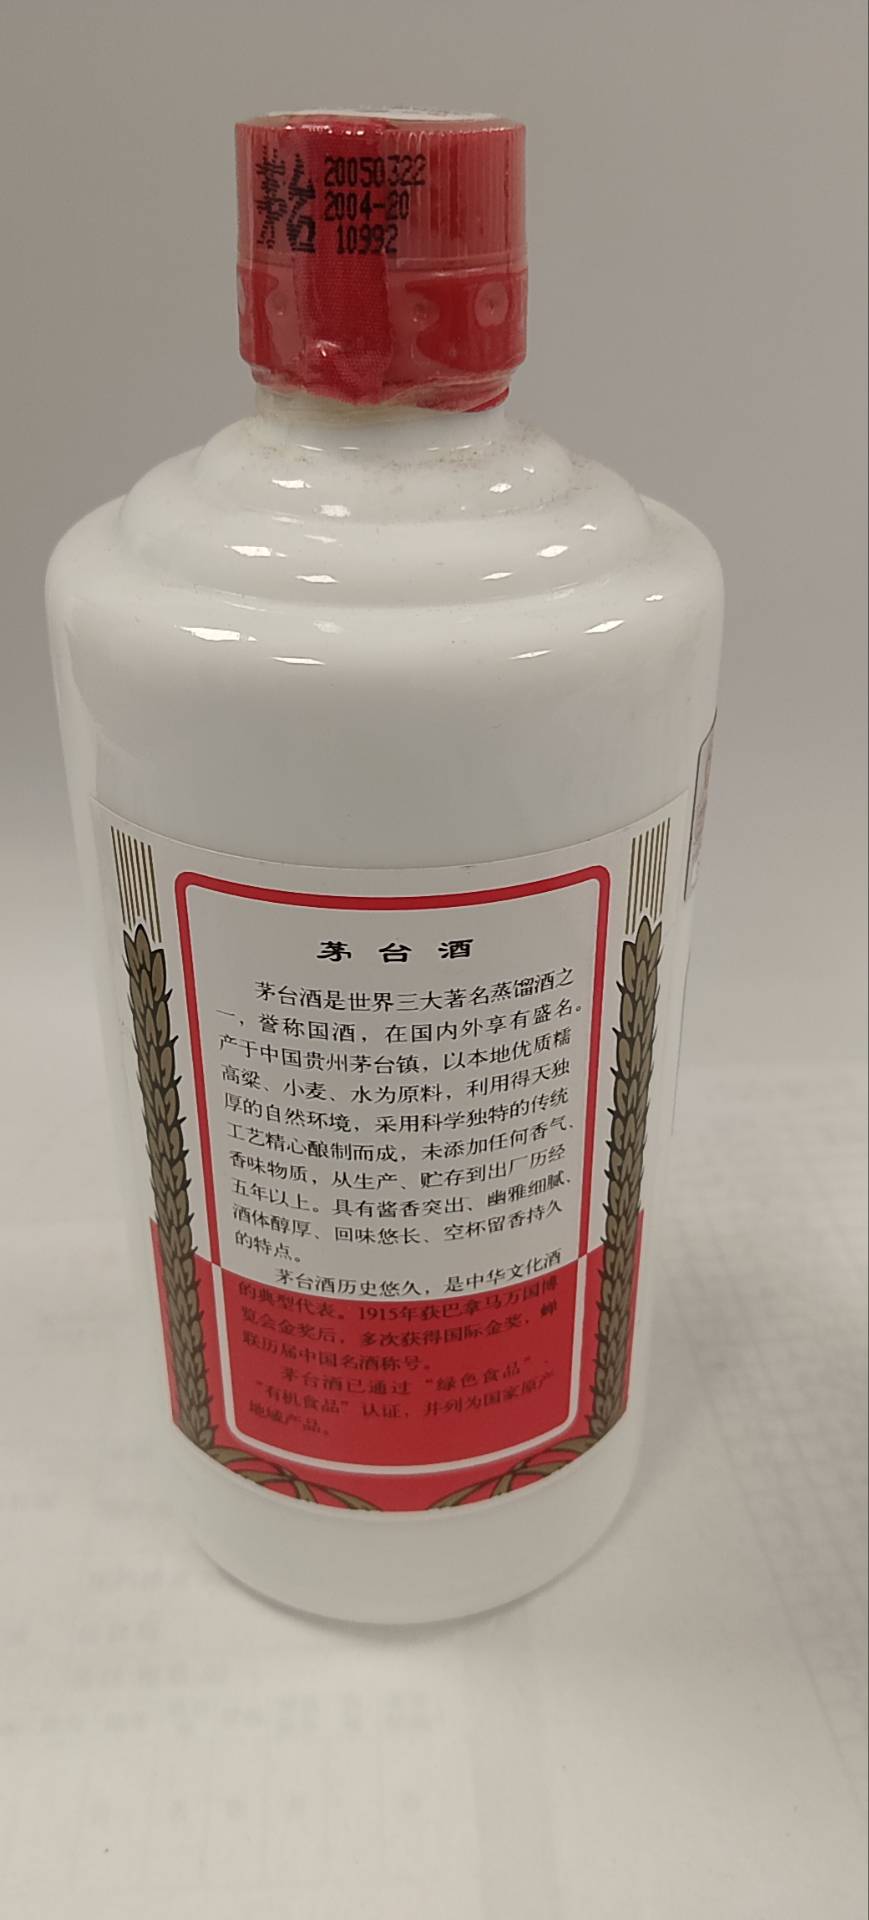 茅台
20050322
2004-20
10992
茅台酒
茅台酒是世界三大著名蒸馏酒之
一，誉称国酒，在国内外享有盛名。
产于中国贵州茅台镇，以本地优质糯
高粱、小麦、水为原料，利用得天独
厚的自然环境，采用科学独特的传统
工艺精心酿制而成，未添加任何香气、
香味物质，从生产、贮存到出厂历经
五年以上。具有酱香突出、幽雅细腻、
酒体醇厚、回味悠长、空杯留香持久
的特点。
茅台酒历史悠久，是中华文化酒
的典型代表。1915年获巴拿马万国博
览会金奖后，多次获得国际金奖，蝉
联历届中国名酒称号。
茅台酒已通过“绿色食品”、
“有机食品”认证，并列为国家原产
地域产品。